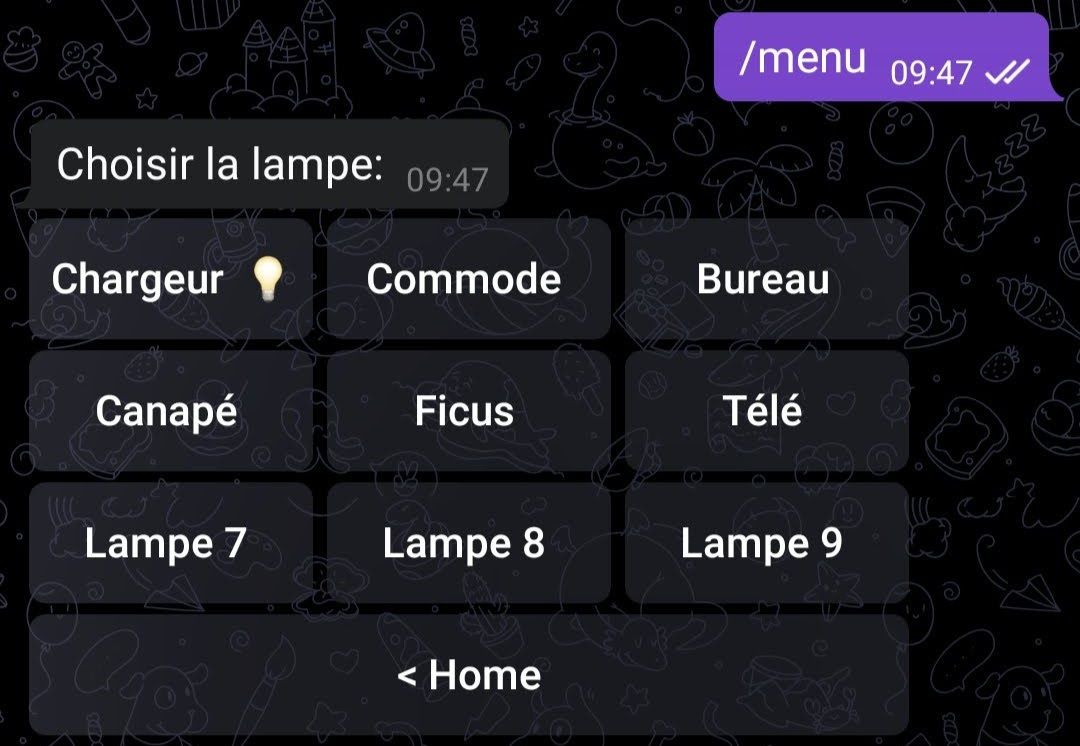 /menu 09:47
Choisir la lampe: 09:47
Chargeur 💡 Commode Bureau
Canapé Ficus Télé
Lampe 7 Lampe 8 Lampe 9
< Home